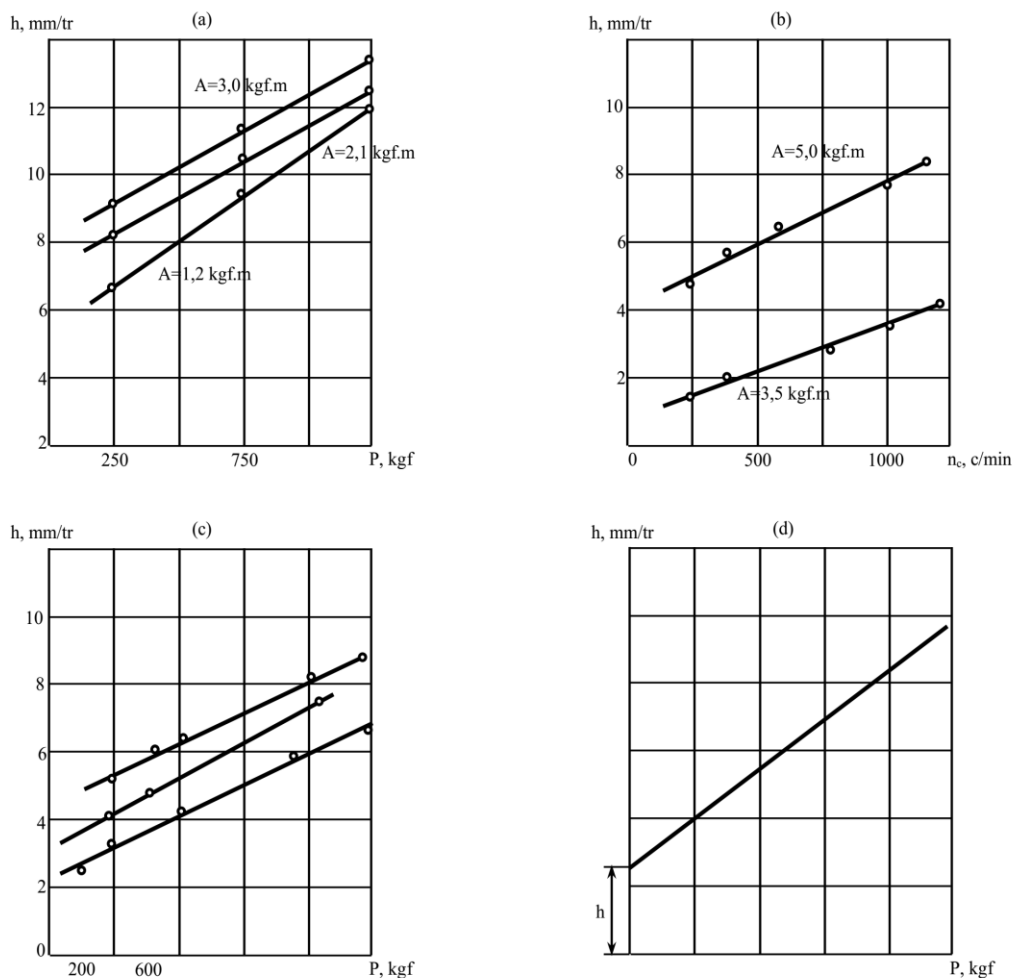 (a)
h, mm/tr
A=3,0 kgf.m
12
A=2,1 kgf.m
10
8
A=1,2 kgf.m
6
4
2
250 750 P, kgf
(b)
h, mm/tr
10
A=5,0 kgf.m
8
6
4
A=3,5 kgf.m
2
0 500 1000 n_c, c/min
(c)
h, mm/tr
10
8
6
4
2
0
200 600 P, kgf
(d)
h, mm/tr
h
P, kgf